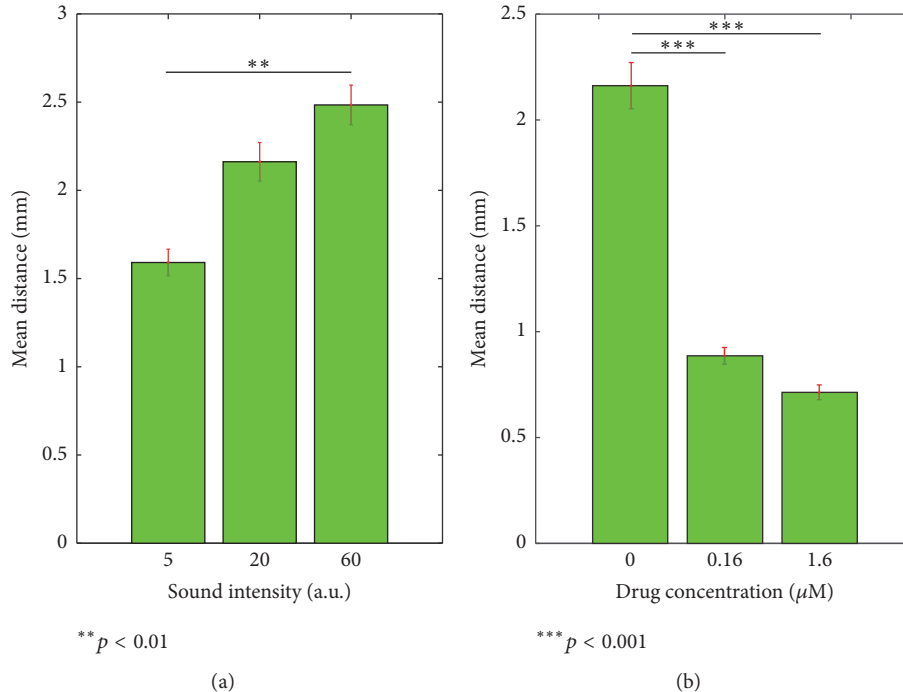 3
2.5
2
1.5
1
0.5
0
Mean distance (mm)
**
5 20 60
Sound intensity (a.u.)
**p < 0.01
(a)
2.5
2
1.5
1
0.5
0
Mean distance (mm)
***
***
0 0.16 1.6
Drug concentration (μM)
***p < 0.001
(b)